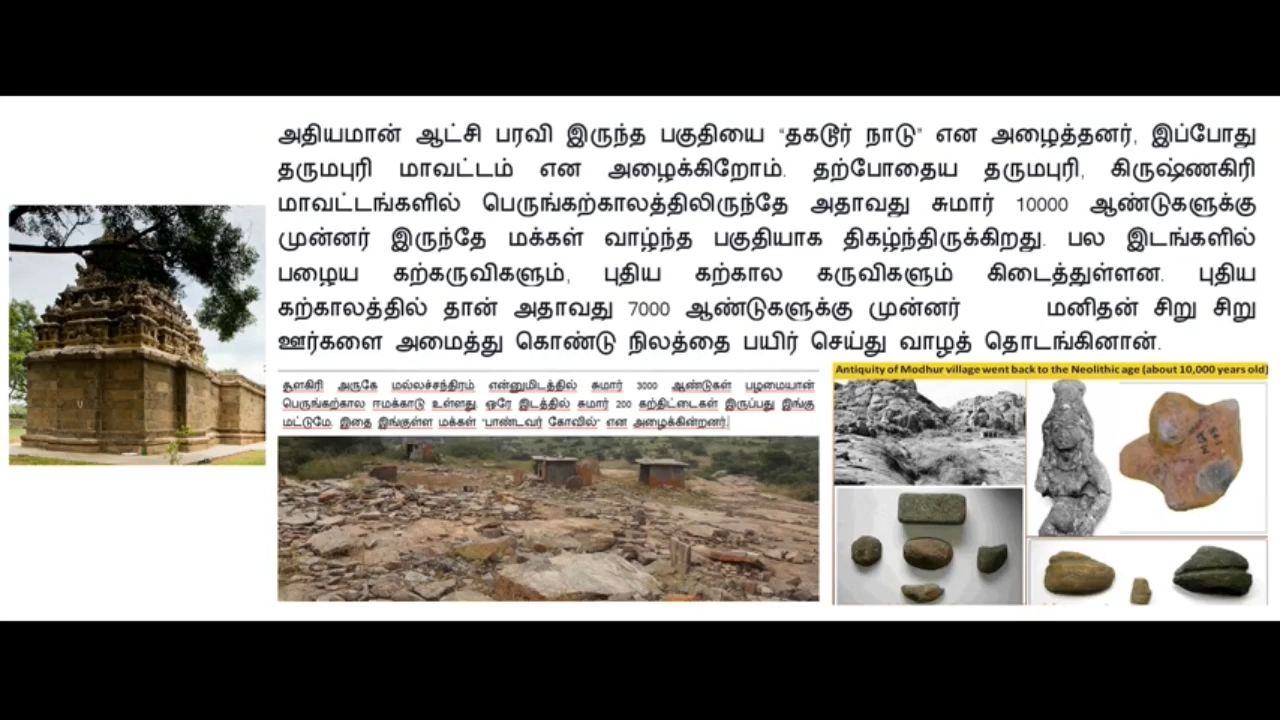 அதியமான் ஆட்சி பரவி இருந்த பகுதியை “தகடூர் நாடு” என அழைத்தனர், இப்போது
தருமபுரி மாவட்டம் என அழைக்கிறோம். தற்போதைய தருமபுரி, கிருஷ்ணகிரி
மாவட்டங்களில் பெருங்கற்காலத்திலிருந்தே அதாவது சுமார் 10000 ஆண்டுகளுக்கு
முன்னர் இருந்தே மக்கள் வாழ்ந்த பகுதியாக திகழ்ந்திருக்கிறது. பல இடங்களில்
பழைய கற்கருவிகளும், புதிய கற்கால கருவிகளும் கிடைத்துள்ளன. புதிய
கற்காலத்தில் தான் அதாவது 7000 ஆண்டுகளுக்கு முன்னர் மனிதன் சிறு சிறு
ஊர்களை அமைத்து கொண்டு நிலத்தை பயிர் செய்து வாழத் தொடங்கினான்.
சூளகிரி அருகே மல்லச்சந்திரம் என்னுமிடத்தில் சுமார் 3000 ஆண்டுகள் பழமையான்
பெருங்கற்கால ஈமக்காடு உள்ளது. ஒரே இடத்தில் சுமார் 200 கற்திட்டைகள் இருப்பது இங்கு
மட்டுமே. இதை இங்குள்ள மக்கள் “பாண்டவர் கோவில்” என அழைக்கின்றனர்.
Antiquity of Modhur village went back to the Neolithic age (about 10,000 years old)